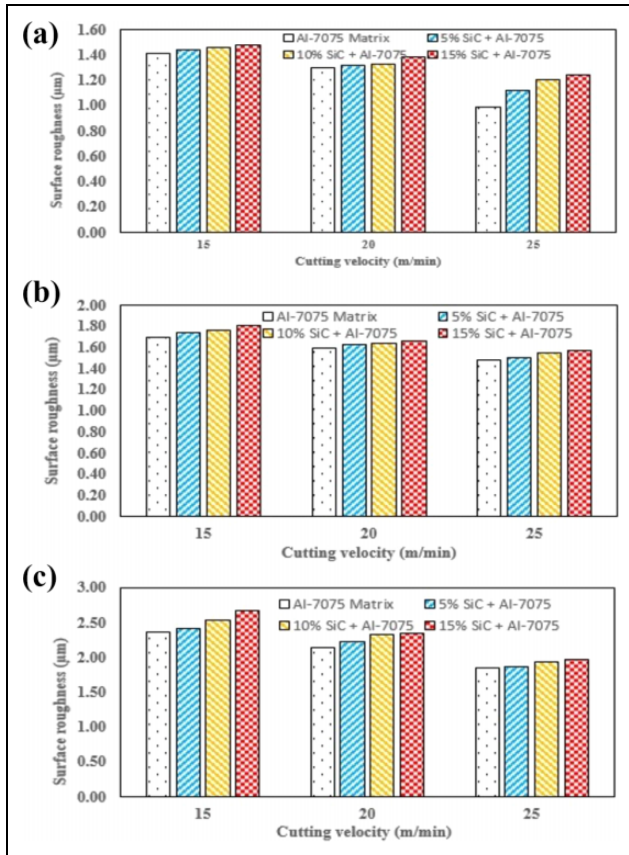 (a)
1.60
1.40
1.20
1.00
0.80
0.60
0.40
0.20
0.00
Surface roughness (µm)
Al-7075 Matrix 5% SiC + Al-7075
10% SiC + Al-7075 15% SiC + Al-7075
15 20 25
Cutting velocity (m/min)
(b)
2.00
1.80
1.60
1.40
1.20
1.00
0.80
0.60
0.40
0.20
0.00
Surface roughness (µm)
Al-7075 Matrix 5% SiC + Al-7075
10% SiC + Al-7075 15% SiC + Al-7075
15 20 25
Cutting velocity (m/min)
(c)
3.00
2.50
2.00
1.50
1.00
0.50
0.00
Surface roughness (µm)
Al-7075 Matrix 5% SiC + Al-7075
10% SiC + Al-7075 15% SiC + Al-7075
15 20 25
Cutting velocity (m/min)